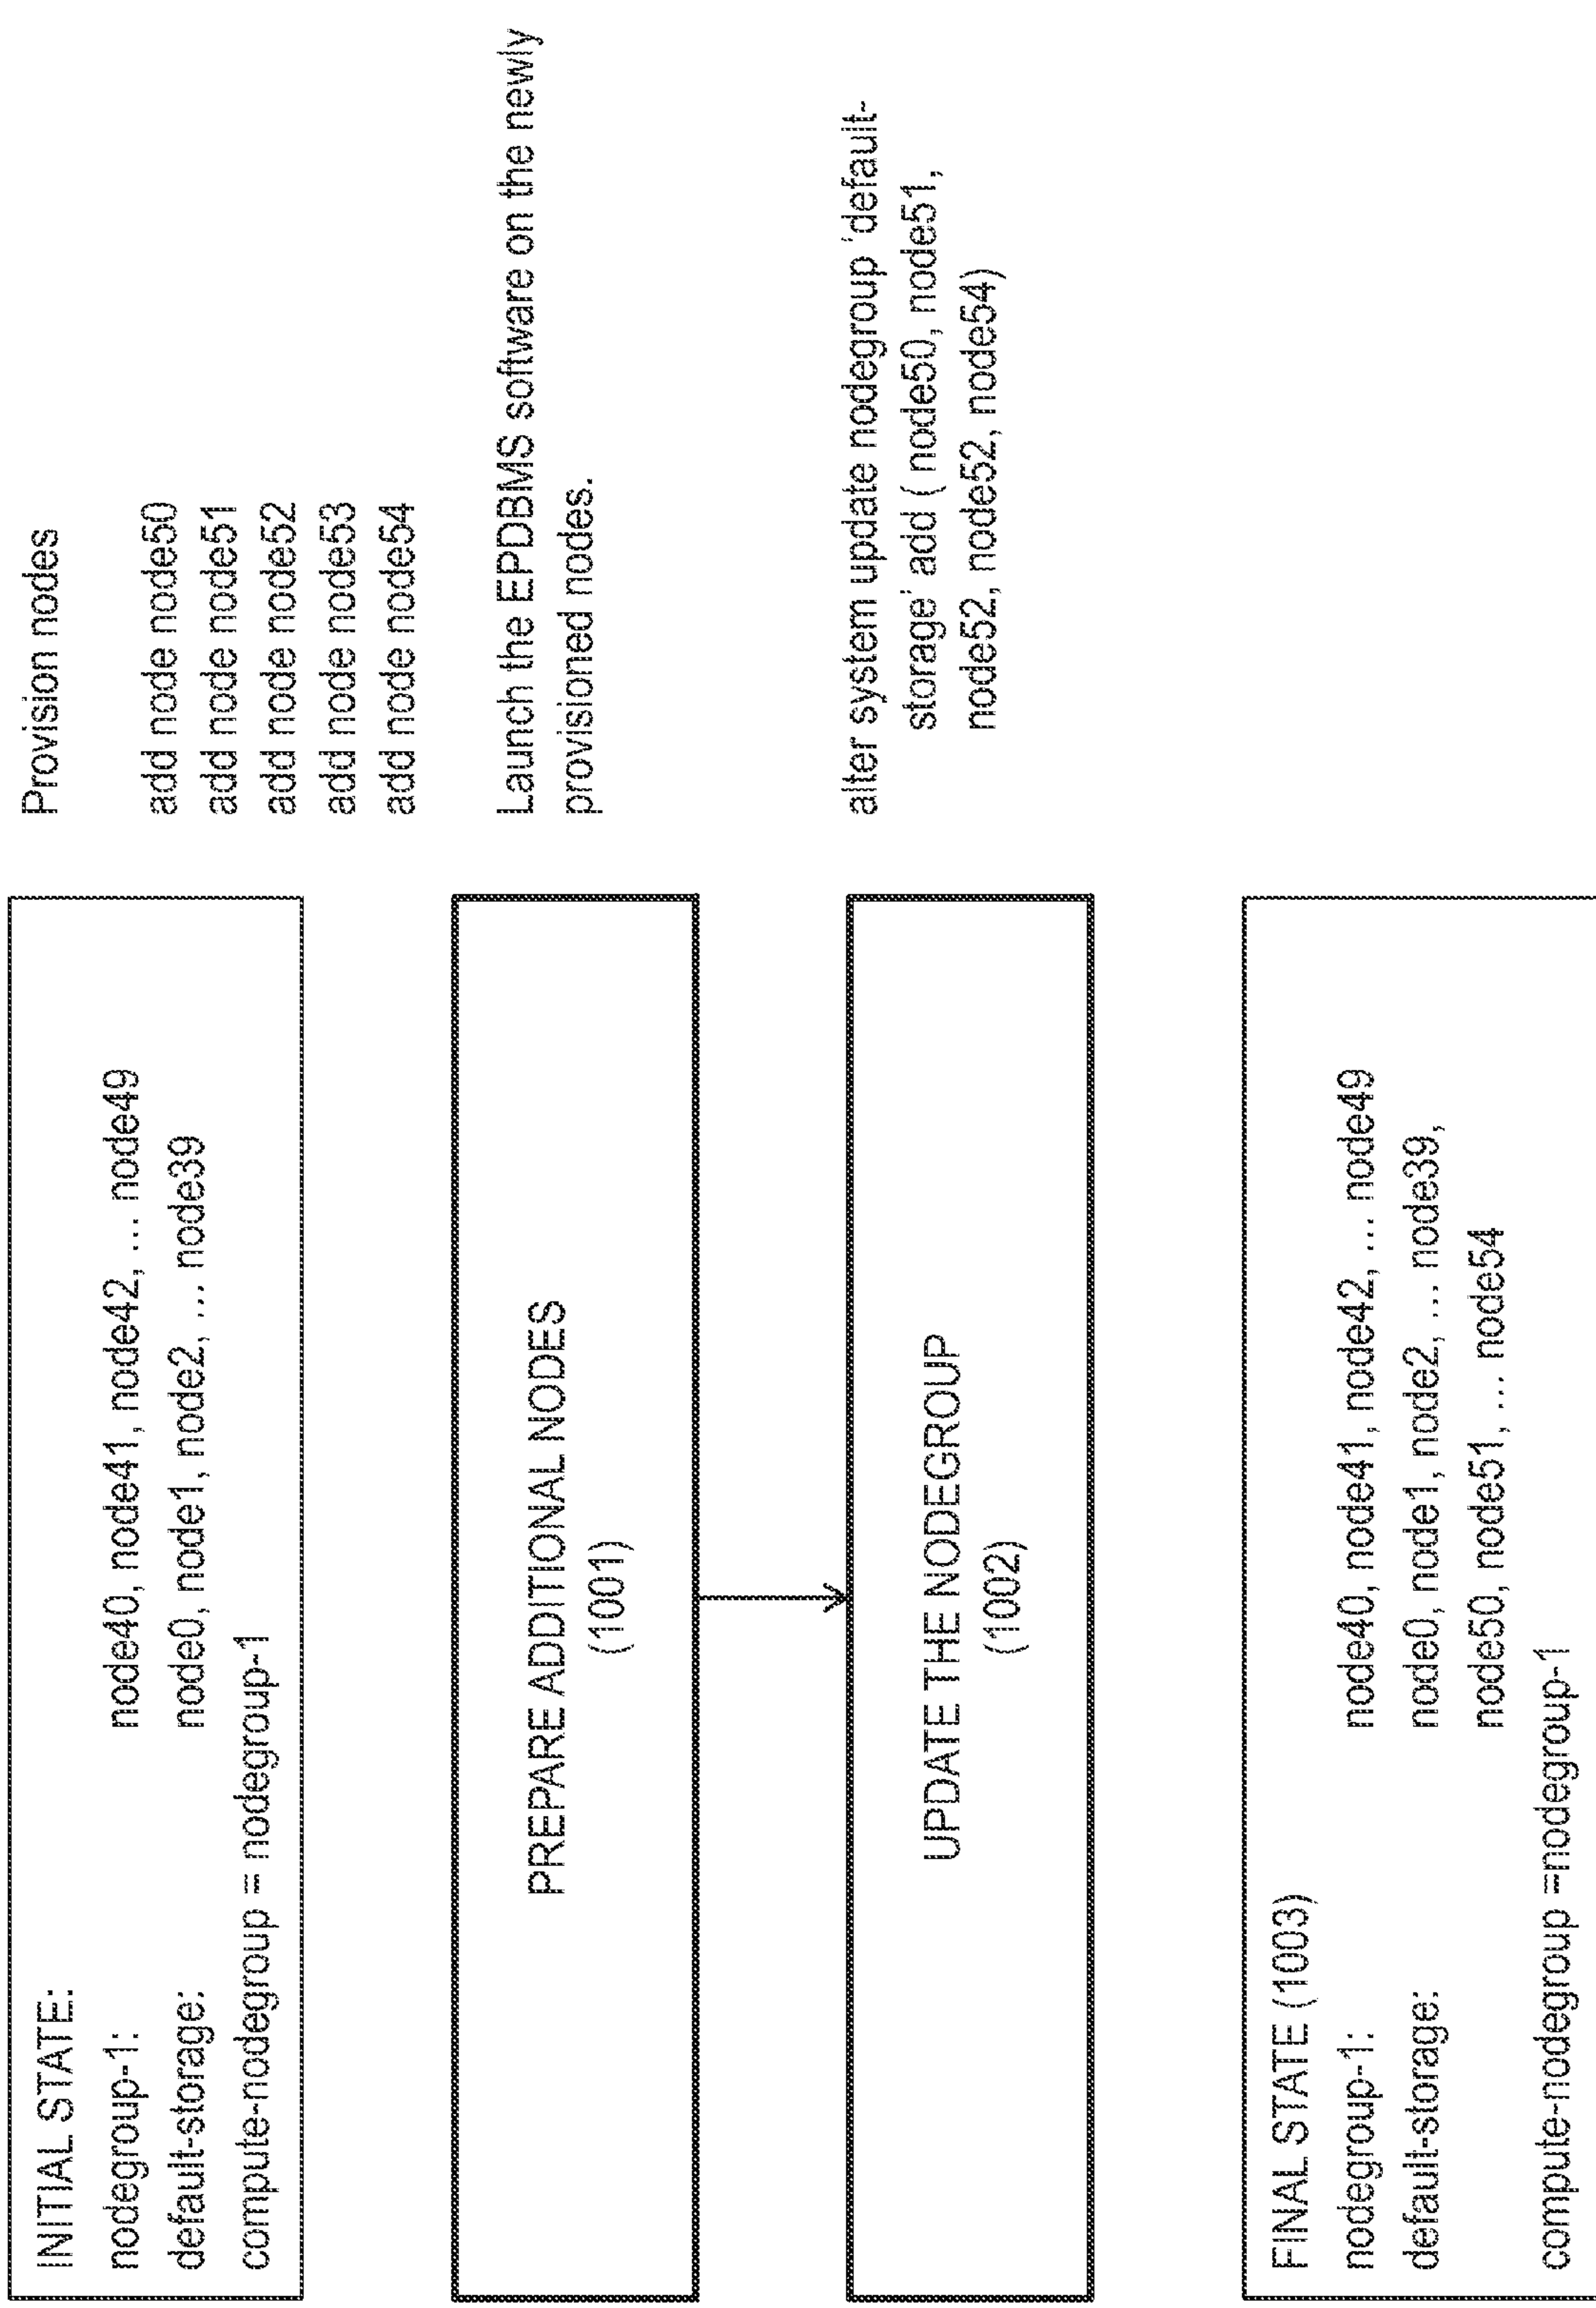 INITIAL STATE:
nodegroup-1: node40, node41, node42, ... node49
default-storage: node0, node1, node2, ... node39
compute-nodegroup = nodegroup-1
Provision nodes
add node node50
add node node51
add node node52
add node node53
add node node54
PREPARE ADDITIONAL NODES
(1001)
Launch the EPDBMS software on the newly
provisioned nodes.
UPDATE THE NODEGROUP
(1002)
alter system update nodegroup 'default-
storage' add ( node50, node51,
node52, node52, node54)
FINAL STATE (1003)
nodegroup-1: node40, node41, node42, ... node49
default-storage: node0, node1, node2, ... node39,
node50, node51, ... node54
compute-nodegroup =nodegroup-1